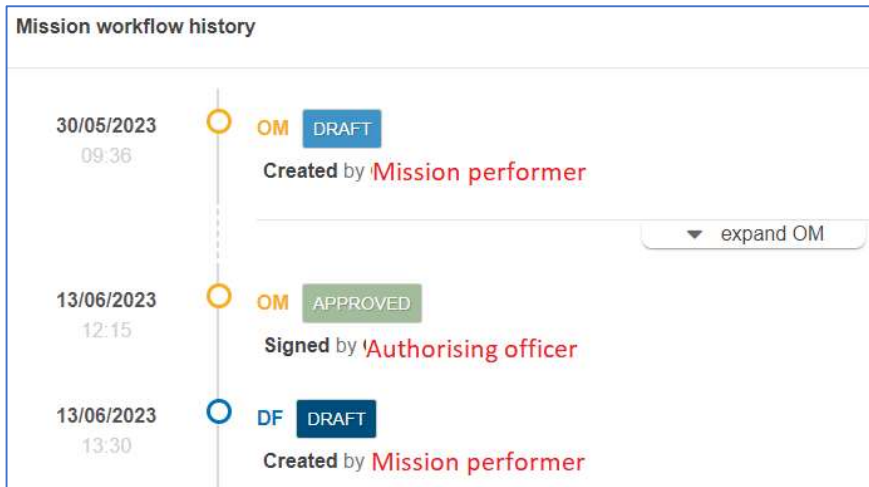 Mission workflow history
30/05/2023 OM DRAFT
09:36
Created by Mission performer
expand OM
13/06/2023 OM APPROVED
12:15
Signed by Authorising officer
13/06/2023 DF DRAFT
13:30
Created by Mission performer